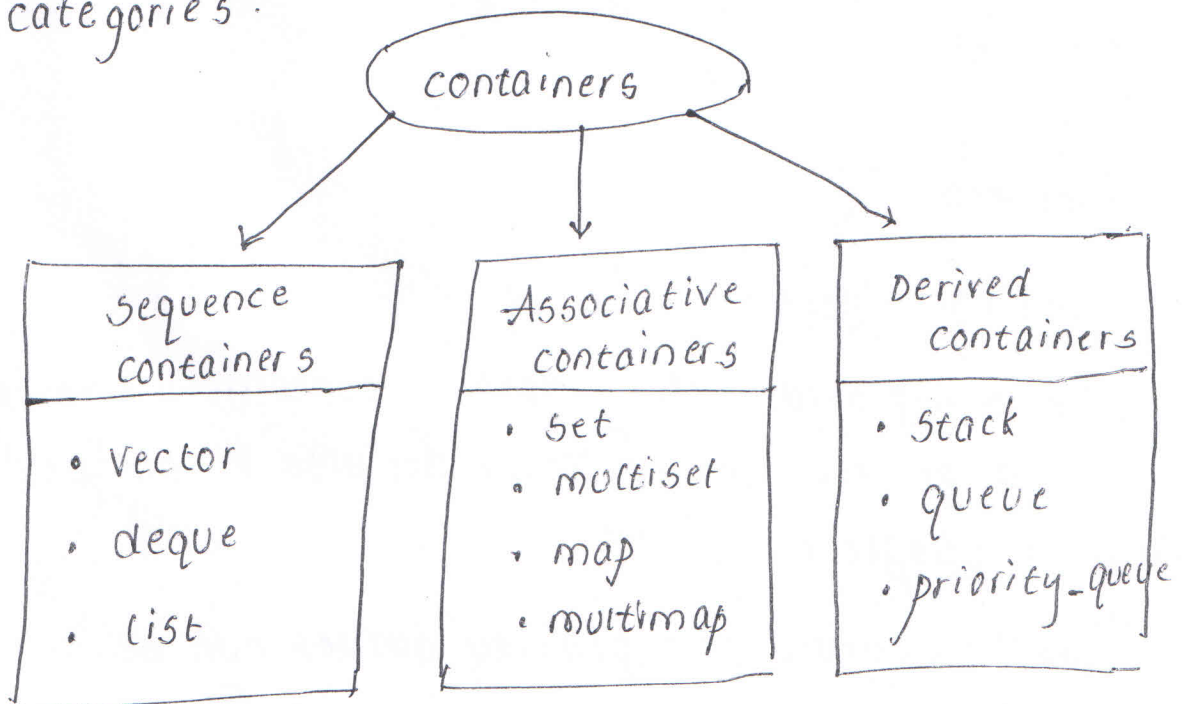 categories.
containers
Sequence
containers
• Vector
• deque
• list
Associative
containers
• set
• multiset
• map
• multimap
Derived
containers
• Stack
• queue
• priority_queue